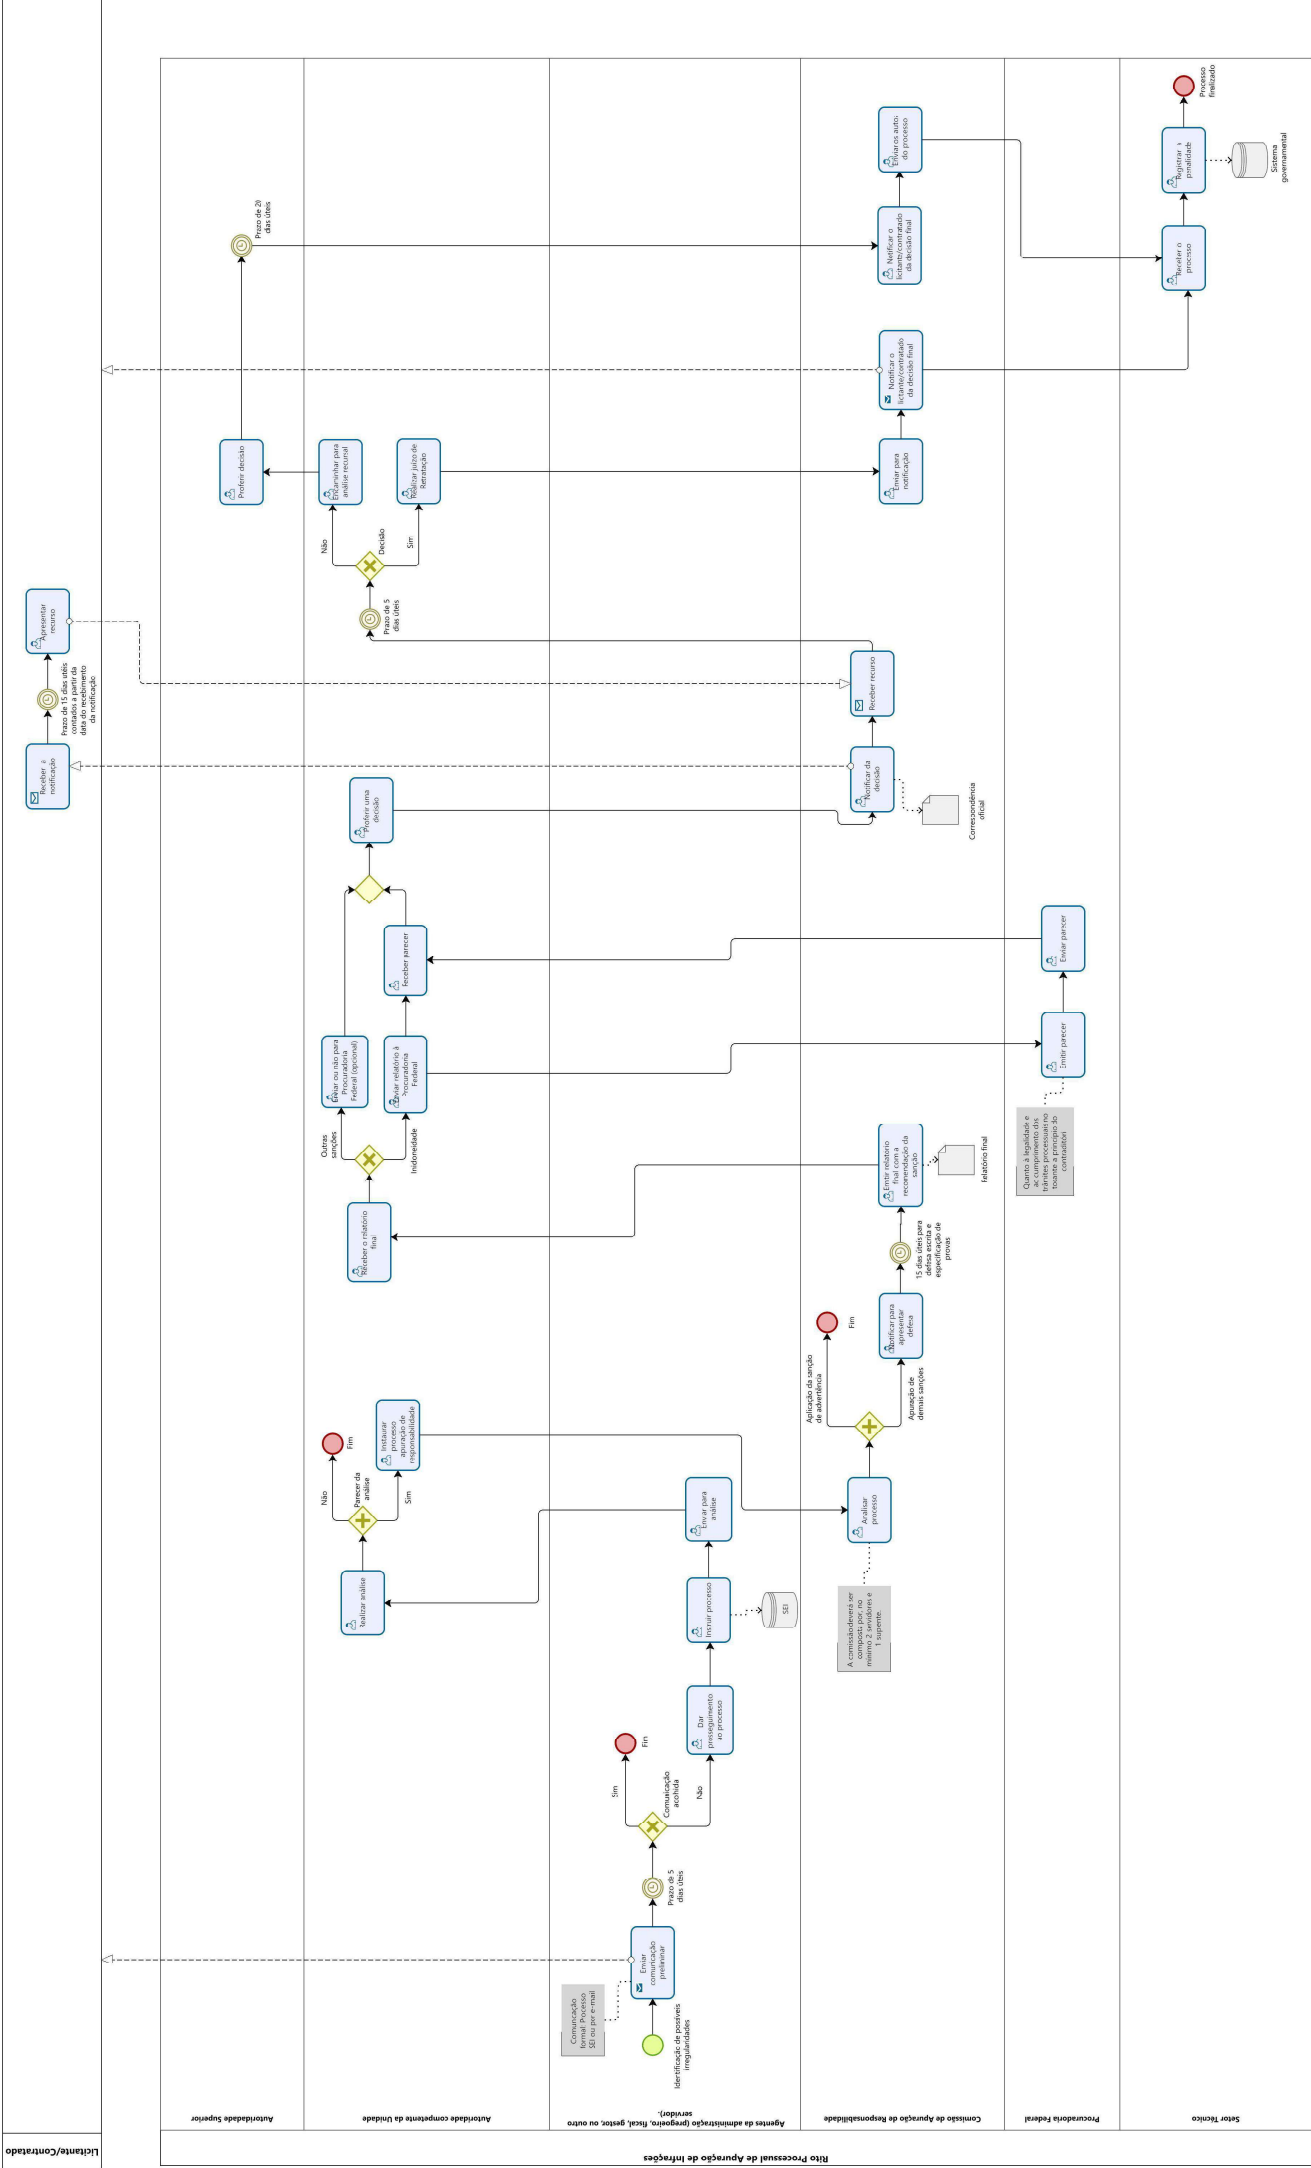 Licitante/Contratado
Rito Processual de Apuração de Infrações
Autoridadade Superior
Autoridade competente da Unidade
Agentes da administração (pregoeiro, fiscal, gestor, ou outro
servidor).
Comissão de Apuração de Responsabilidade
Procuradoria Federal
Setor Técnico
Identificação de possíveis
irregularidades
Comunicação
formal: Processo
SEI ou por e-mail
Enviar
comunicação
preliminar
Prazo de 5
dias úteis
Comunicação
acolhida
Sim
Fim
Não
Dar
prosseguimento
ao processo
Instruir processo
SEI
Enviar para
análise
Realizar análise
Parecer da
análise
Não
Fim
Sim
Instaurar
processo
apuração de
responsabilidade
A comissão deverá ser
composta por, no
mínimo 2 servidores e
1 suplente.
Analisar
processo
Aplicação da sanção
de advertência
Fim
Apuração de
demais sanções
Notificar para
apresentar
defesa
15 dias úteis para
defesa escrita e
especificação de
provas
Emitir relatório
final com a
recomendação da
sanção
Relatório final
Receber o relatório
final
Outras
sanções
Inidoneidade
Enviar ou não para
Procuradoria
Federal (opcional)
Enviar relatório à
Procuradoria
Federal
Quanto à legalidade e
ao cumprimento dos
trâmites processuais no
tocante a princípio do
contraditóri
Emitir parecer
Enviar parecer
Receber parecer
Proferir uma
decisão
Notificar da
decisão
Correspondência
oficial
Receber a
notificação
Prazo de 15 dias utéis
contados a partir da
data do recebimento
da notificação
Apresentar
recurso
Receber recurso
Prazo de 5
dias úteis
Decisão
Não
Sim
Encaminhar para
análise recursal
Realizar juízo de
Retratação
Proferir decisão
Prazo de 20
dias úteis
Enviar para
notificação
Notificar o
licitante/contratado
da decisão final
Notificar o
licitante/contratado
da decisão final
Enviar os autos
do processo
Receber o
processo
Registrar a
penalidade
Sistema
governamental
Processo
finalizado